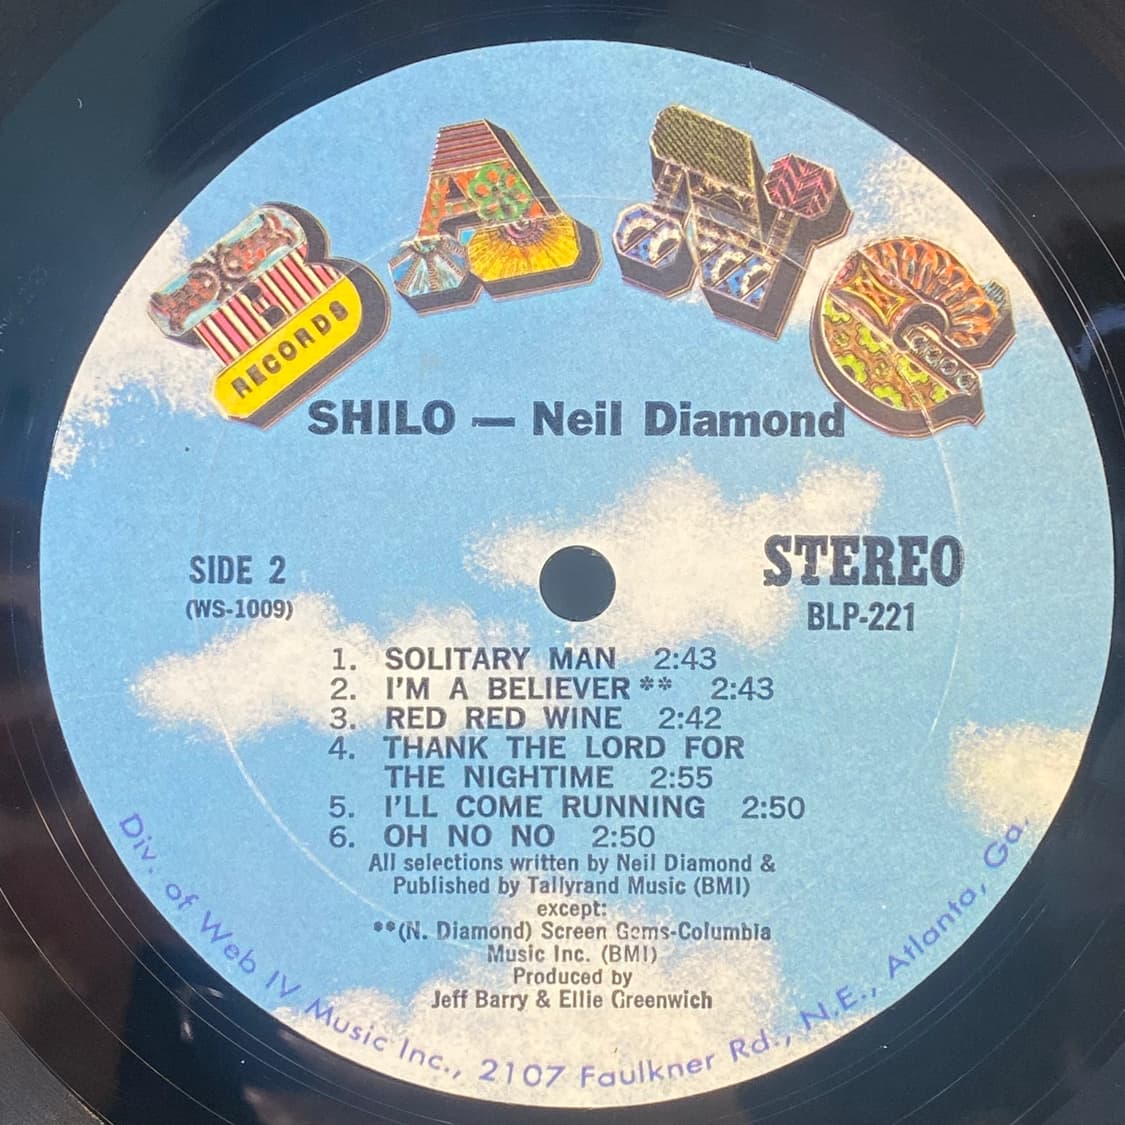 BANG
RECORDS
SHILO — Neil Diamond
SIDE 2
(WS-1009)
STEREO
BLP-221
1. SOLITARY MAN 2:43
2. I'M A BELIEVER ** 2:43
3. RED RED WINE 2:42
4. THANK THE LORD FOR
THE NIGHTIME 2:55
5. I'LL COME RUNNING 2:50
6. OH NO NO 2:50
All selections written by Neil Diamond &
Published by Tallyrand Music (BMI)
except:
**(N. Diamond) Screen Gems-Columbia
Music Inc. (BMI)
Produced by
Jeff Barry & Ellie Greenwich
Div. of Web IV Music Inc., 2107 Faulkner Rd., N.E., Atlanta, Ga.